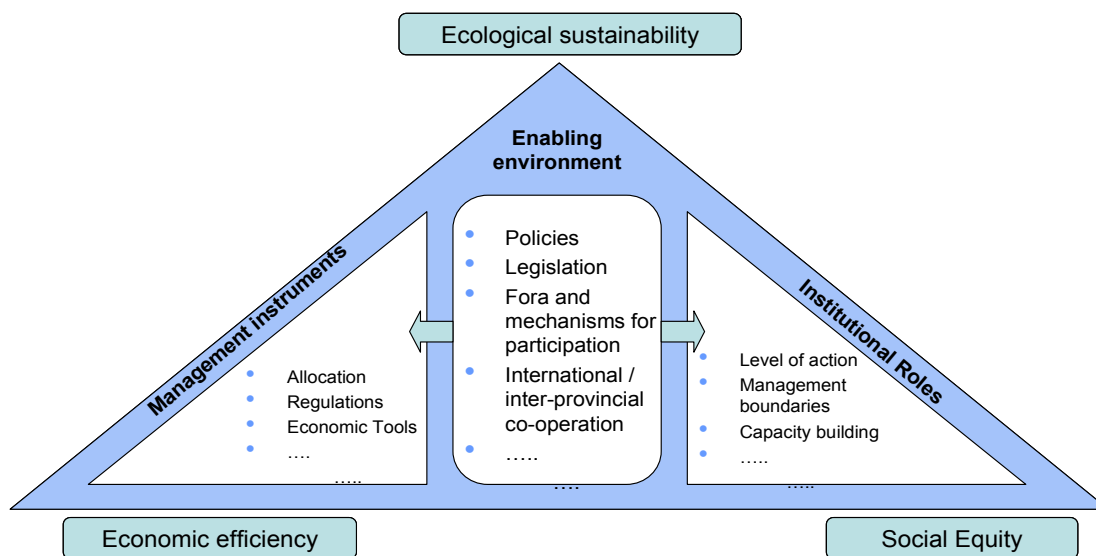 Ecological sustainability
Enabling
environment
Management instruments
Allocation
Regulations
Economic Tools
….
…..
Policies
Legislation
Fora and
mechanisms for
participation
International /
inter-provincial
co-operation
…..
….
Institutional Roles
Level of action
Management
boundaries
Capacity building
…..
…..
Economic efficiency
Social Equity